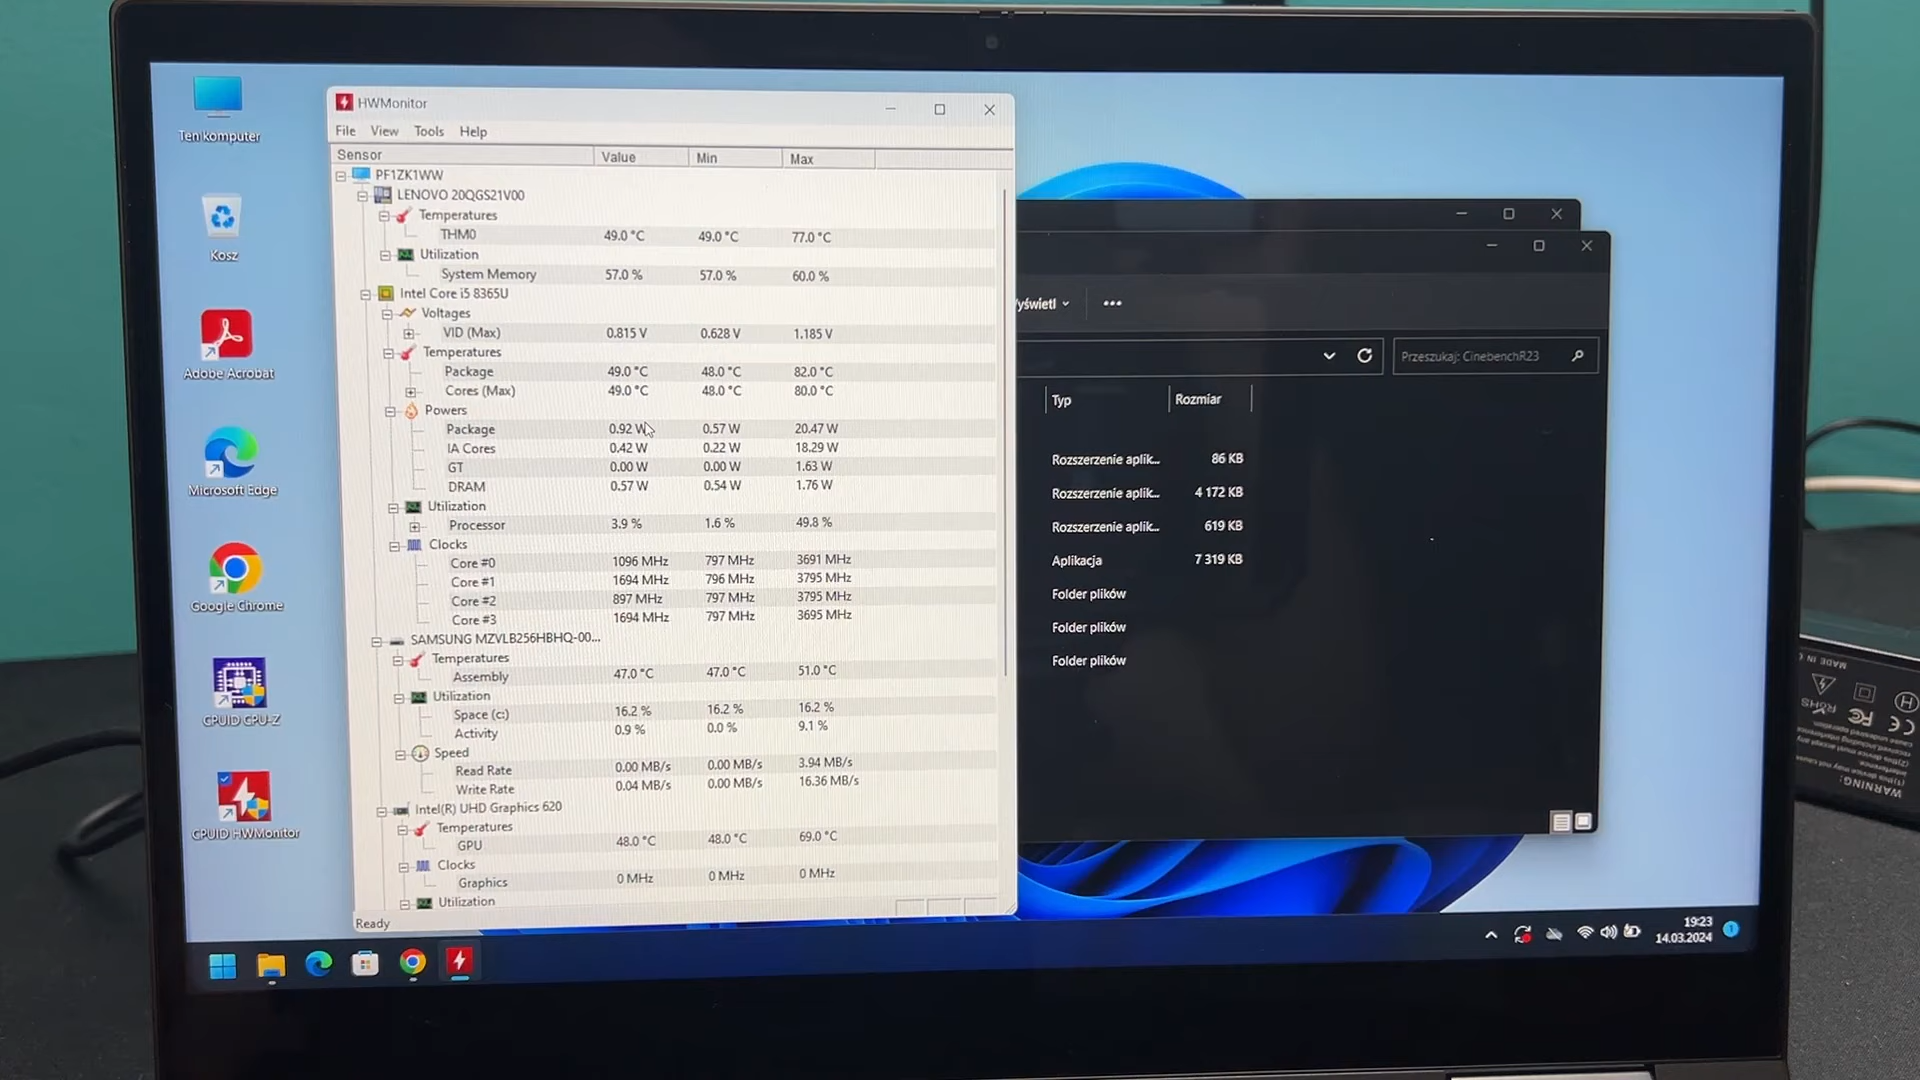 Ten komputer
Kosz
Adobe Acrobat
Microsoft Edge
Google Chrome
CPUID CPU-Z
CPUID HWMonitor
HWMonitor
File View Tools Help
Sensor Value Min Max
PF1ZK1WW
LENOVO 20QGS21V00
Temperatures
THM0 49.0 °C 49.0 °C 77.0 °C
Utilization
System Memory 57.0 % 57.0 % 60.0 %
Intel Core i5 8365U
Voltages
VID (Max) 0.815 V 0.628 V 1.185 V
Temperatures
Package 49.0 °C 48.0 °C 82.0 °C
Cores (Max) 49.0 °C 48.0 °C 80.0 °C
Powers
Package 0.92 W 0.57 W 20.47 W
IA Cores 0.42 W 0.22 W 18.29 W
GT 0.00 W 0.00 W 1.63 W
DRAM 0.57 W 0.54 W 1.76 W
Utilization
Processor 3.9 % 1.6 % 49.8 %
Clocks
Core #0 1096 MHz 797 MHz 3691 MHz
Core #1 1694 MHz 796 MHz 3795 MHz
Core #2 897 MHz 797 MHz 3795 MHz
Core #3 1694 MHz 797 MHz 3695 MHz
SAMSUNG MZVLB256HBHQ-00...
Temperatures
Assembly 47.0 °C 47.0 °C 51.0 °C
Utilization
Space (c:) 16.2 % 16.2 % 16.2 %
Activity 0.9 % 0.0 % 9.1 %
Speed
Read Rate 0.00 MB/s 0.00 MB/s 3.94 MB/s
Write Rate 0.04 MB/s 0.00 MB/s 16.36 MB/s
Intel(R) UHD Graphics 620
Temperatures
GPU 48.0 °C 48.0 °C 69.0 °C
Clocks
Graphics 0 MHz 0 MHz 0 MHz
Utilization
Ready
yświetl
Przeszukaj: CinebenchR23
Typ Rozmiar
Rozszerzenie aplik... 86 KB
Rozszerzenie aplik... 4 172 KB
Rozszerzenie aplik... 619 KB
Aplikacja 7 319 KB
Folder plików
Folder plików
Folder plików
19:23
14.03.2024
1
MADE IN
RoHS
FC CE
WARNING: